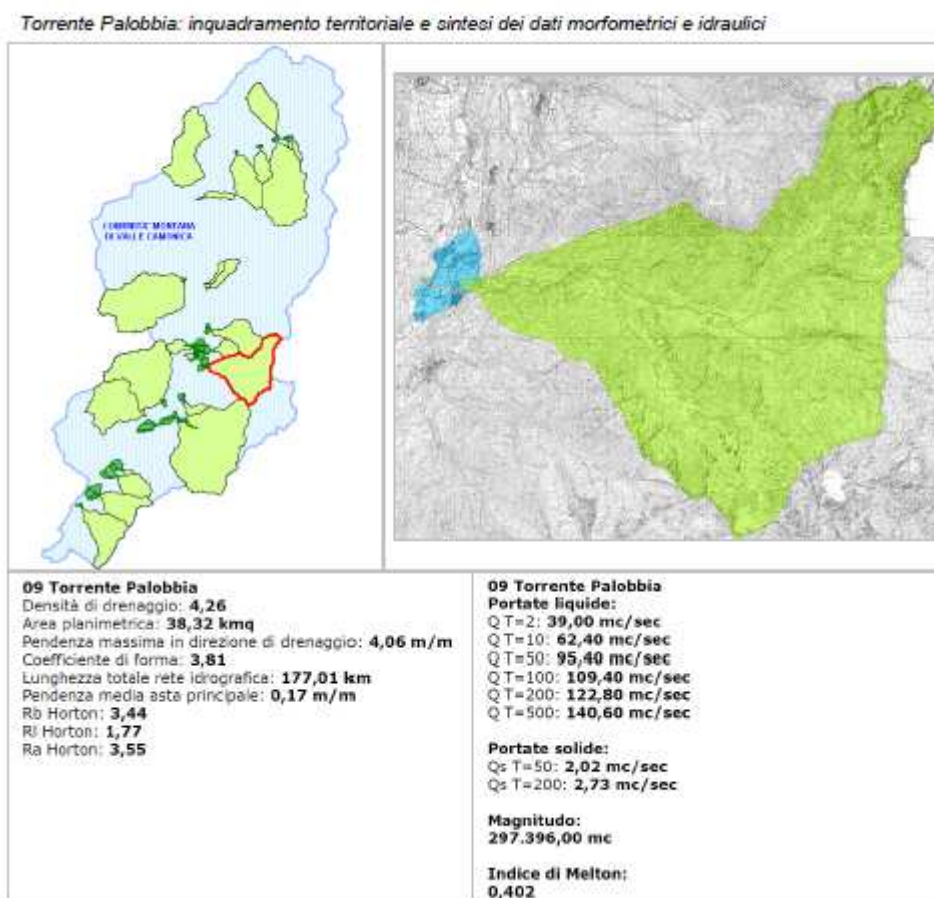 Torrente Palobbia: inquadramento territoriale e sintesi dei dati morfometrici e idraulici
COMUNITA' MONTANA
DI VALLE CAMONICA
09 Torrente Palobbia
Densità di drenaggio: 4,26
Area planimetrica: 38,32 kmq
Pendenza massima in direzione di drenaggio: 4,06 m/m
Coefficiente di forma: 3,81
Lunghezza totale rete idrografica: 177,01 km
Pendenza media asta principale: 0,17 m/m
Rb Horton: 3,44
Rl Horton: 1,77
Ra Horton: 3,55
09 Torrente Palobbia
Portate liquide:
Q T=2: 39,00 mc/sec
Q T=10: 62,40 mc/sec
Q T=50: 95,40 mc/sec
Q T=100: 109,40 mc/sec
Q T=200: 122,80 mc/sec
Q T=500: 140,60 mc/sec
Portate solide:
Qs T=50: 2,02 mc/sec
Qs T=200: 2,73 mc/sec
Magnitudo:
297.396,00 mc
Indice di Melton:
0,402